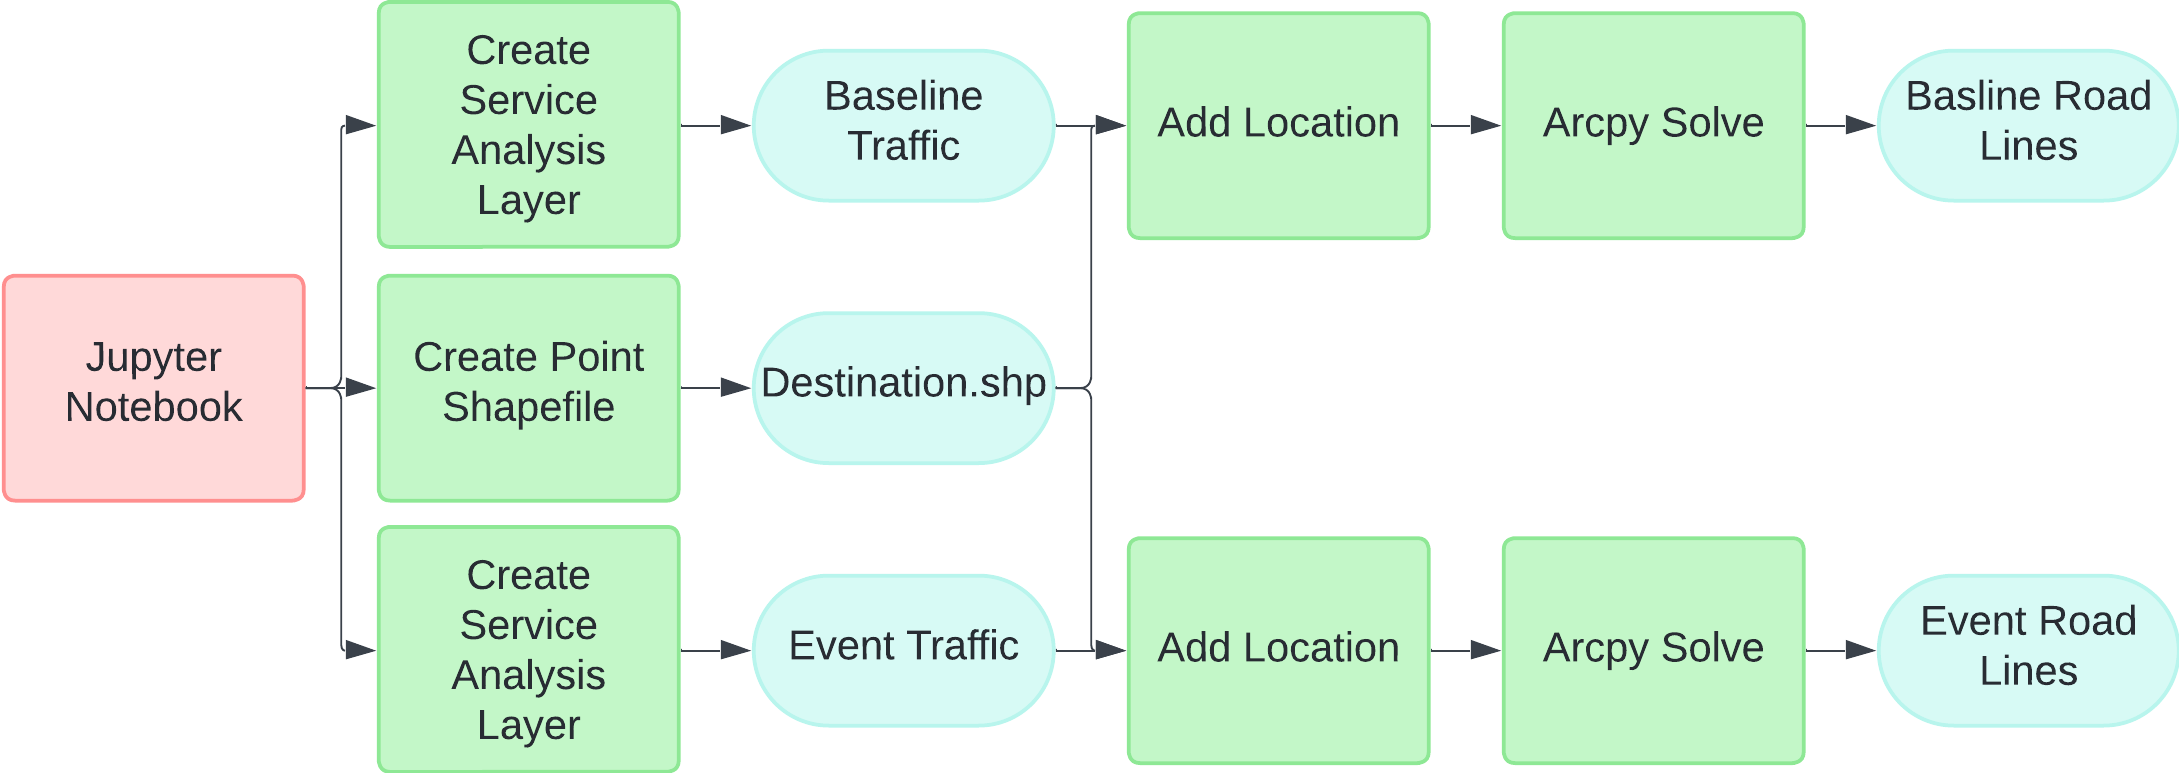 Create
Service
Analysis
Layer
Baseline
Traffic
Add Location
Arcpy Solve
Basline Road
Lines
Jupyter
Notebook
Create Point
Shapefile
Destination.shp
Create
Service
Analysis
Layer
Event Traffic
Add Location
Arcpy Solve
Event Road
Lines